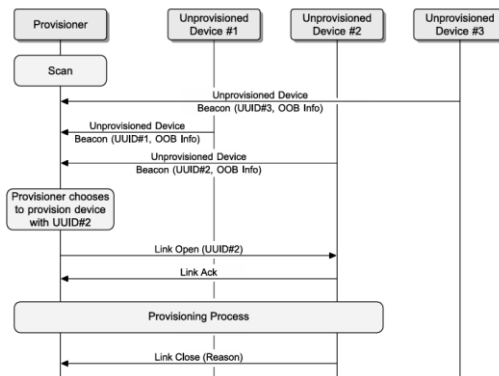 Provisioner
Unprovisioned
Device #1
Unprovisioned
Device #2
Unprovisioned
Device #3
Scan
Unprovisioned Device
Beacon (UUID#3, OOB Info)
Unprovisioned Device
Beacon (UUID#1, OOB Info)
Unprovisioned Device
Beacon (UUID#2, OOB Info)
Provisioner chooses
to provision device
with UUID#2
Link Open (UUID#2)
Link Ack
Provisioning Process
Link Close (Reason)